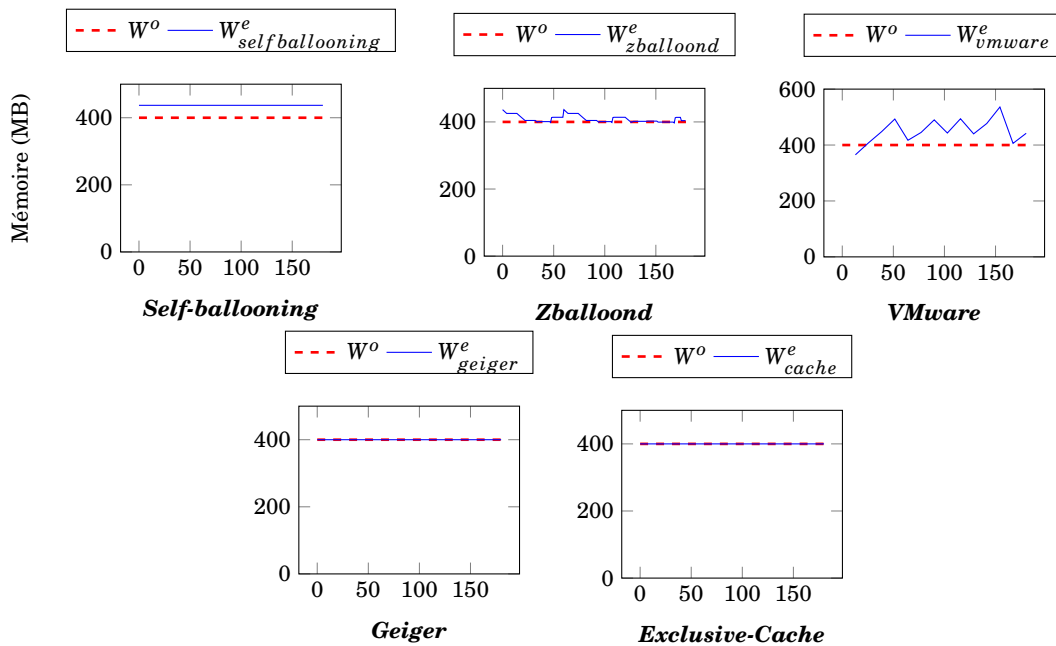 W^o W^e_selfballooning
W^o W^e_zballoond
W^o W^e_vmware
Mémoire (MB)
400
200
0
0 50 100 150
Self-ballooning
400
200
0
0 50 100 150
Zballoond
600
400
200
0
0 50 100 150
VMware
W^o W^e_geiger
W^o W^e_cache
400
200
0
0 50 100 150
Geiger
400
200
0
0 50 100 150
Exclusive-Cache